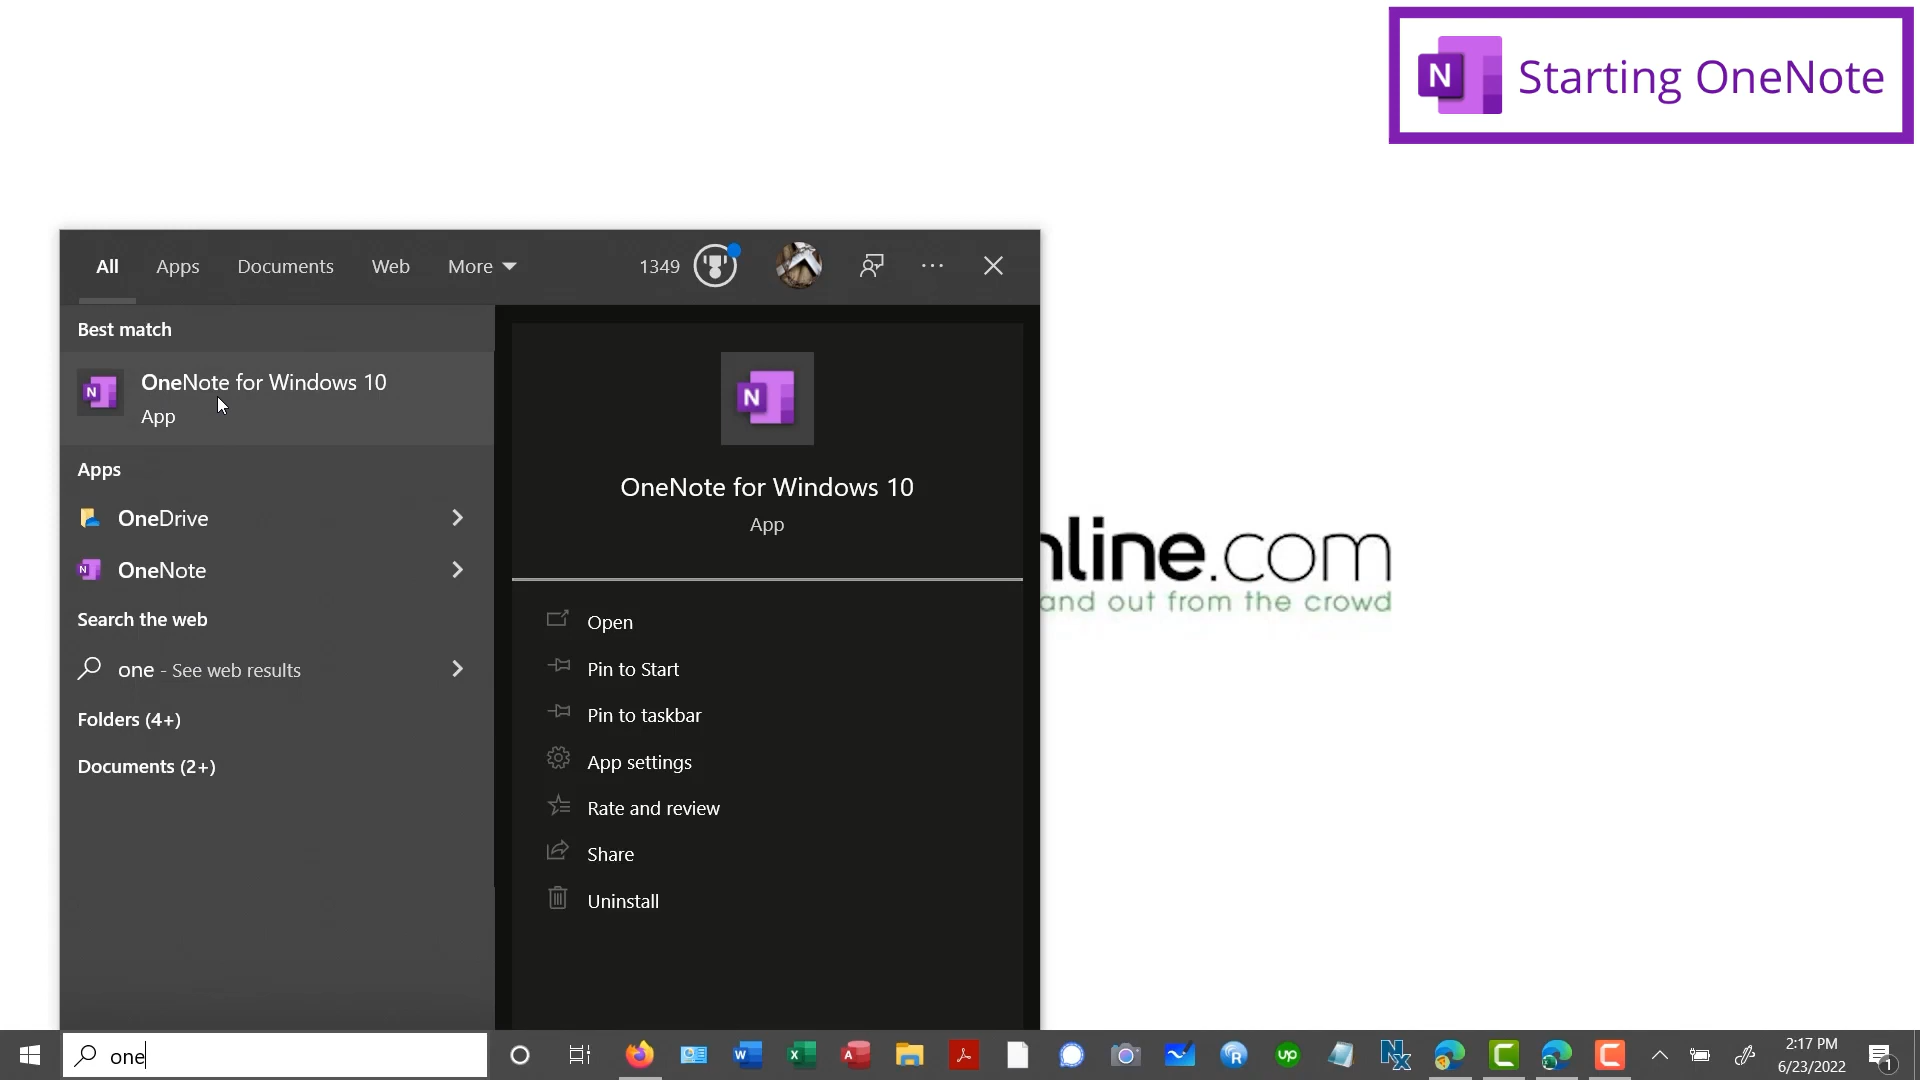 N Starting OneNote
All Apps Documents Web More 1349
Best match
N OneNote for Windows 10
App
Apps
OneDrive
N OneNote
Search the web
one - See web results
Folders (4+)
Documents (2+)
N
OneNote for Windows 10
App
Open
Pin to Start
Pin to taskbar
App settings
Rate and review
Share
Uninstall
nline.com
and out from the crowd
one
W X A R up N C C
2:17 PM
6/23/2022
1